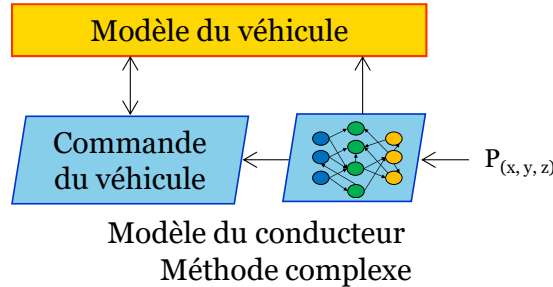 Modèle du véhicule
Commande
du véhicule
P(x, y, z)
Modèle du conducteur
Méthode complexe